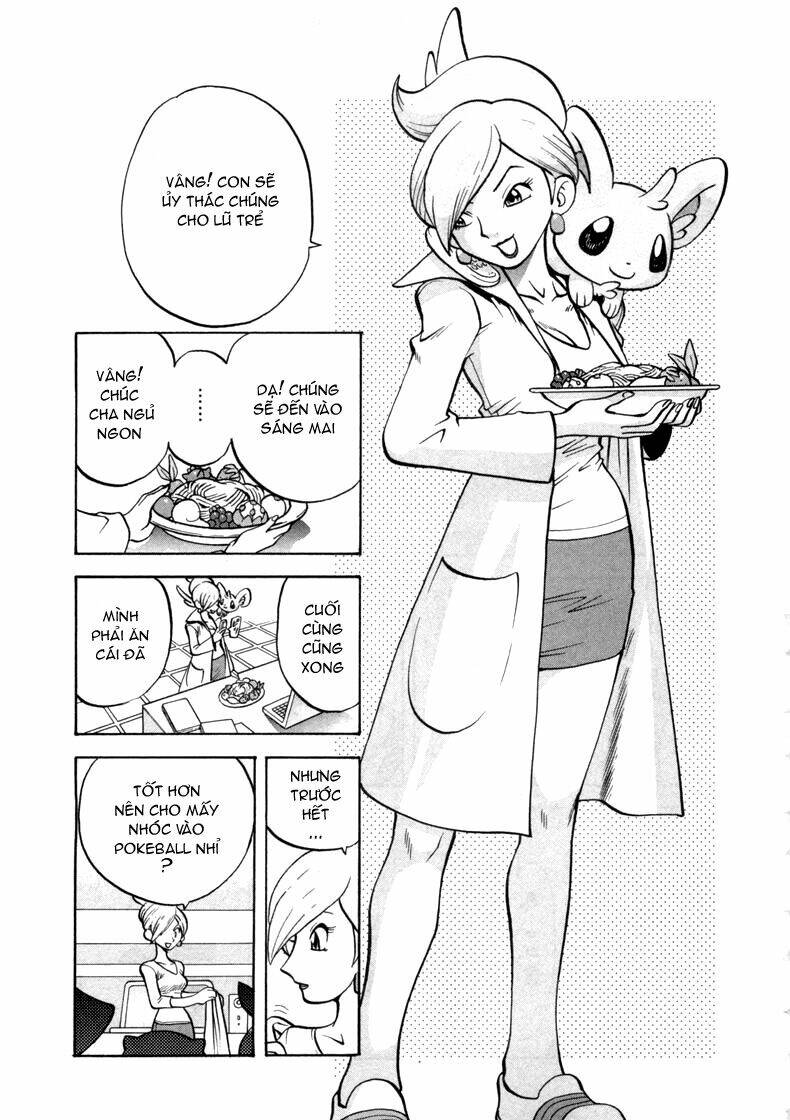 VÂNG! CON SẼ
ỦY THÁC CHÚNG
CHO LŨ TRẺ
DẠ! CHÚNG
SẼ ĐẾN VÀO
SÁNG MAI
......
VÂNG!
CHÚC
CHA NGỦ
NGON
CUỐI
CÙNG
CŨNG
XONG
MÌNH
PHẢI ĂN
CÁI ĐÃ
NHƯNG
TRƯỚC
HẾT
...
TỐT HƠN
NÊN CHO MẤY
NHÓC VÀO
POKEBALL NHỈ
?